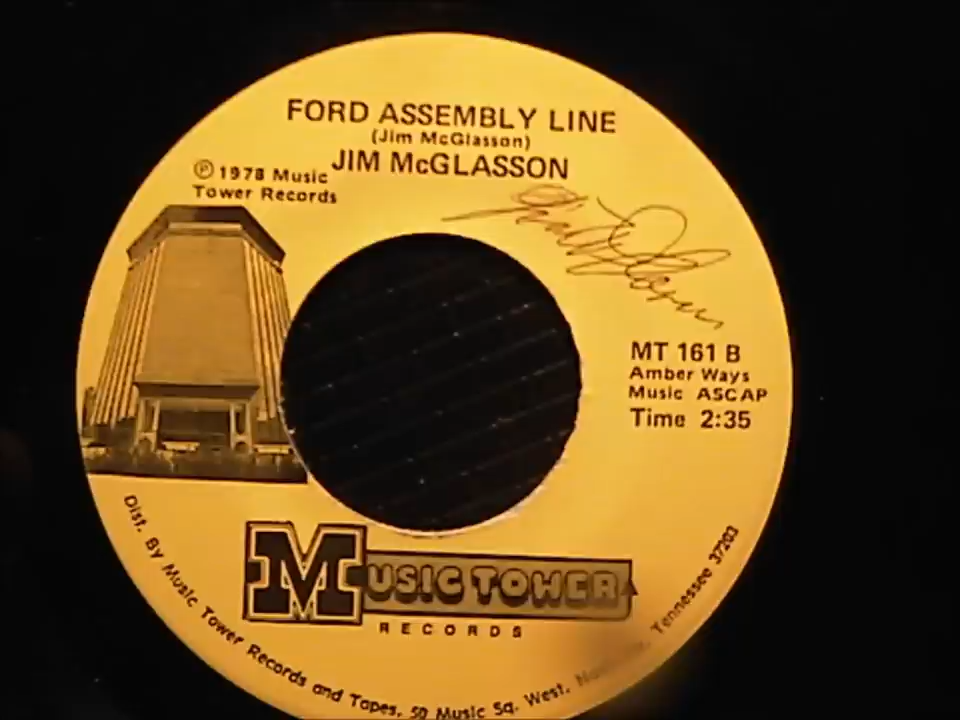 FORD ASSEMBLY LINE
(Jim McGlasson)
JIM McGLASSON
℗ 1978 Music
Tower Records
MT 161 B
Amber Ways
Music ASCAP
Time 2:35
MUSIC TOWER
RECORDS
Dist. By Music Tower Records and Tapes, 50 Music Sq. West, Tennessee 37203